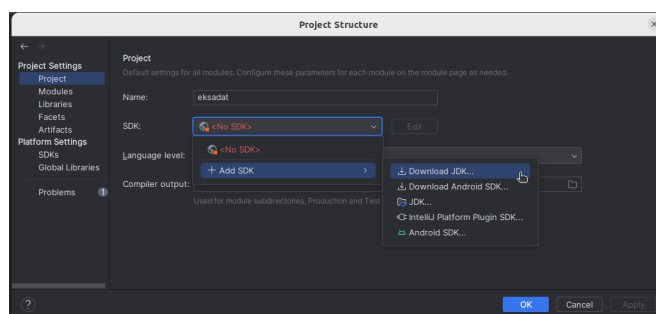 Project Structure
Project Settings
Project
Modules
Libraries
Facets
Artifacts
Platform Settings
SDKs
Global Libraries
Problems 1
Project
Default settings for all modules. Configure these parameters for each module on the module page as needed.
Name: eksadat
SDK: <No SDK> Edit
<No SDK>
Language level:
+ Add SDK
Download JDK...
Compiler output:
Download Android SDK...
Used for module subdirectories, Production and Test
JDK...
IntelliJ Platform Plugin SDK...
Android SDK...
? OK Cancel Apply